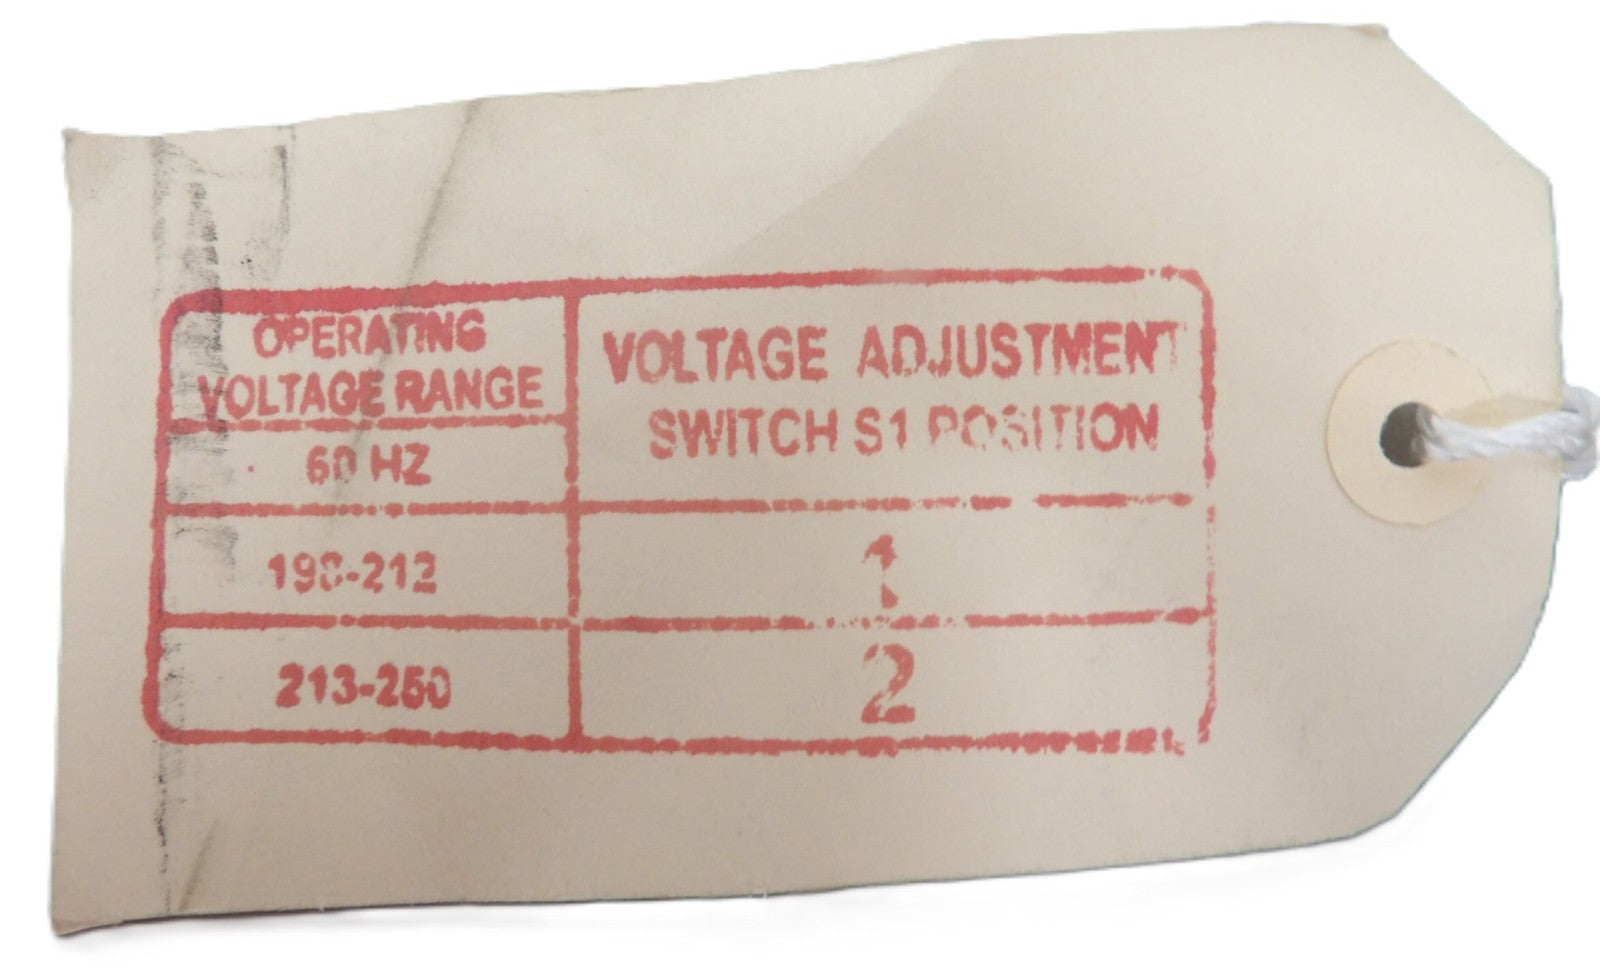 OPERATING
VOLTAGE RANGE
60 HZ
VOLTAGE ADJUSTMENT
SWITCH S1 POSITION
198-212
1
213-250
2